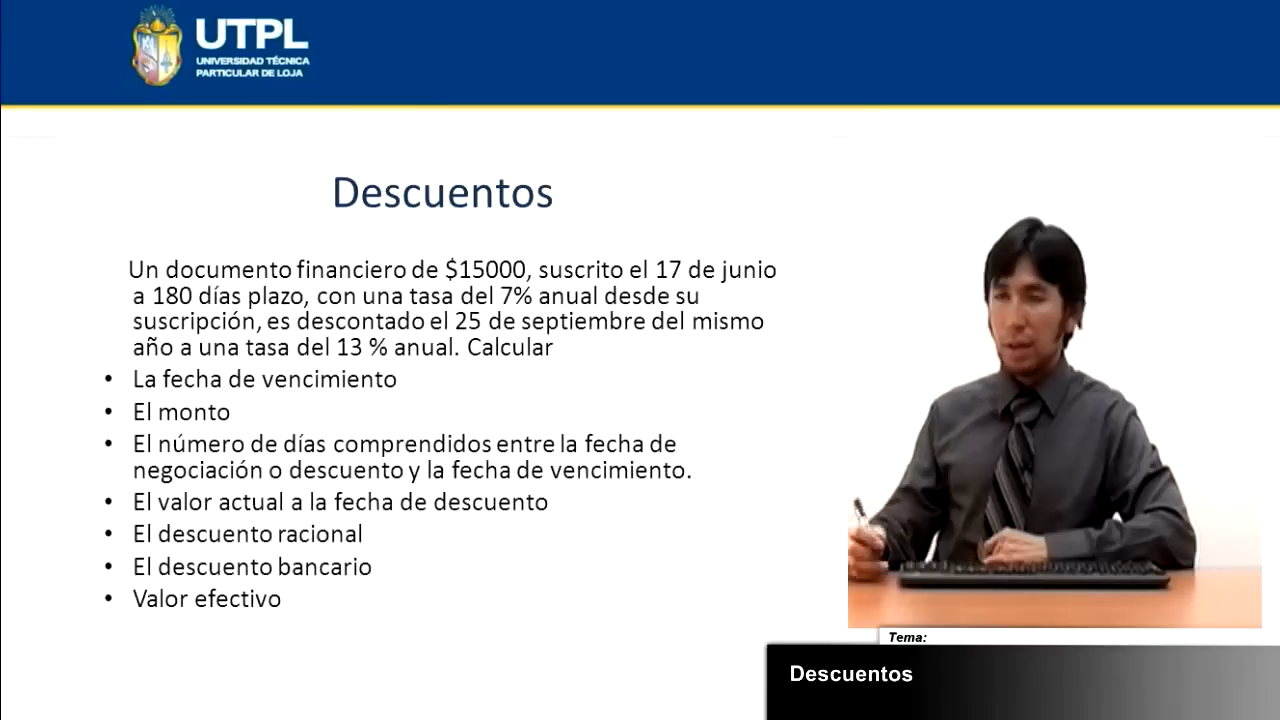 UTPL
UNIVERSIDAD TÉCNICA
PARTICULAR DE LOJA
Descuentos
Un documento financiero de $15000, suscrito el 17 de junio
a 180 días plazo, con una tasa del 7% anual desde su
suscripción, es descontado el 25 de septiembre del mismo
año a una tasa del 13 % anual. Calcular
• La fecha de vencimiento
• El monto
• El número de días comprendidos entre la fecha de
negociación o descuento y la fecha de vencimiento.
• El valor actual a la fecha de descuento
• El descuento racional
• El descuento bancario
• Valor efectivo
Tema:
Descuentos